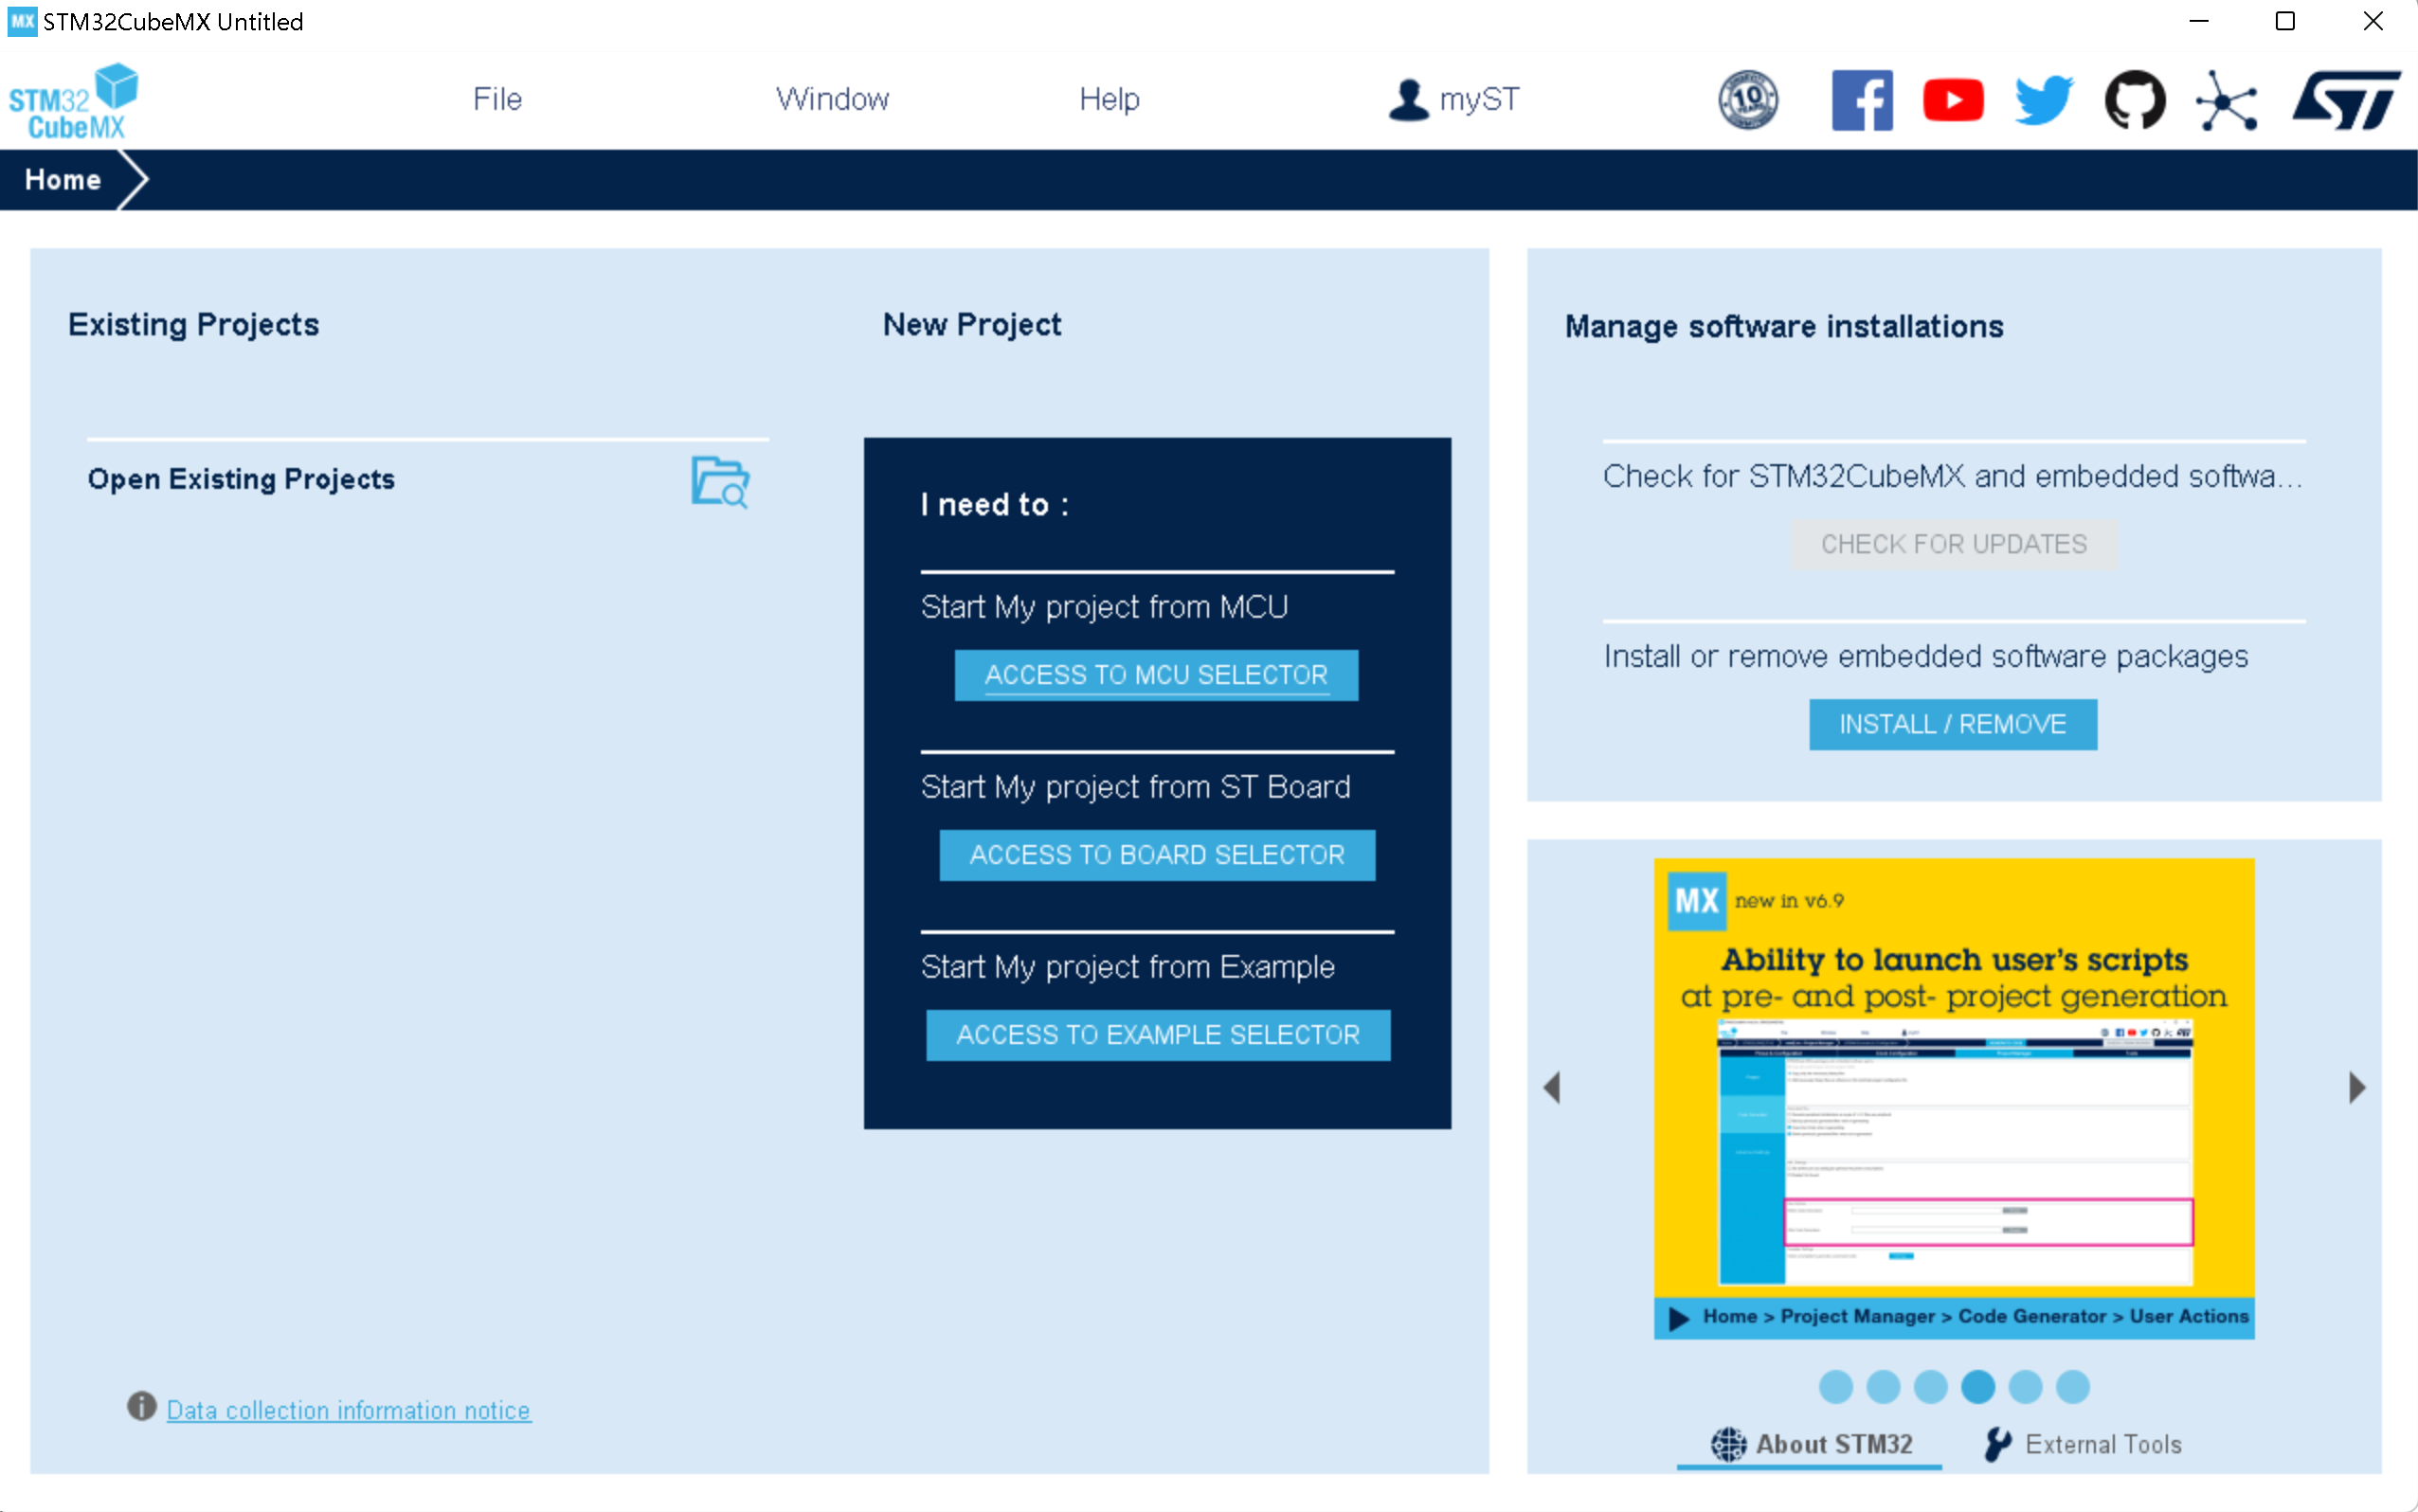 MX STM32CubeMX Untitled
STM32
CubeMX
File
Window
Help
myST
10
Home
Existing Projects
Open Existing Projects
Data collection information notice
New Project
I need to :
Start My project from MCU
ACCESS TO MCU SELECTOR
Start My project from ST Board
ACCESS TO BOARD SELECTOR
Start My project from Example
ACCESS TO EXAMPLE SELECTOR
Manage software installations
Check for STM32CubeMX and embedded softwa...
CHECK FOR UPDATES
Install or remove embedded software packages
INSTALL / REMOVE
MX new in v6.9
Ability to launch user's scripts
at pre- and post- project generation
Home > Project Manager > Code Generator > User Actions
About STM32
External Tools